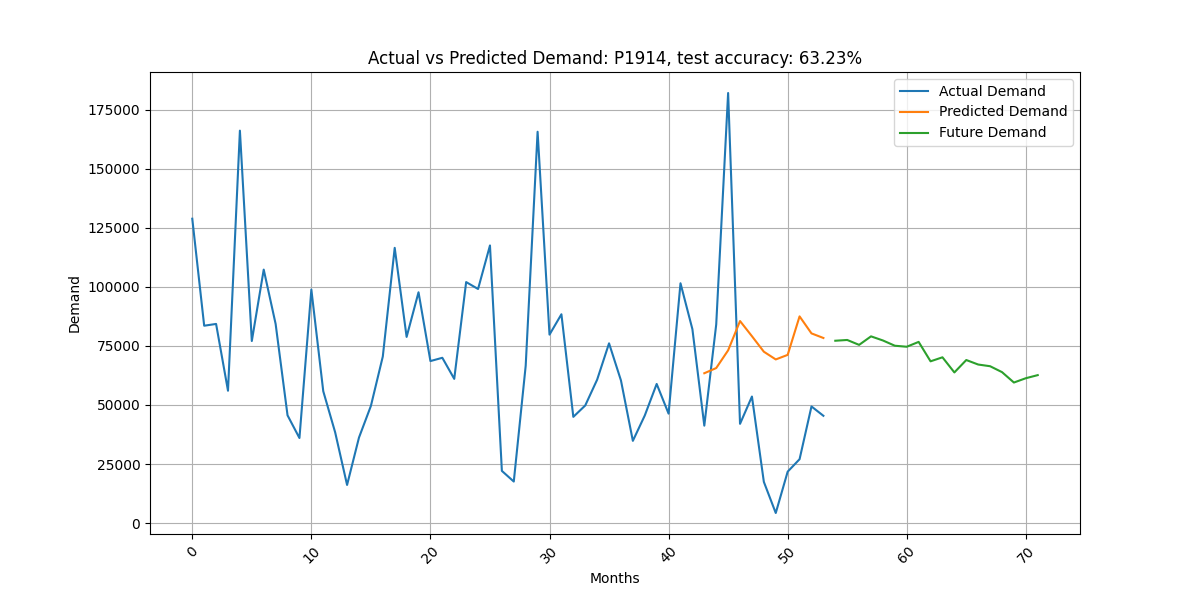 Actual vs Predicted Demand: P1914, test accuracy: 63.23%
Actual Demand
Predicted Demand
Future Demand
175000
150000
125000
100000
75000
50000
25000
0
Demand
0 10 20 30 40 50 60 70
Months